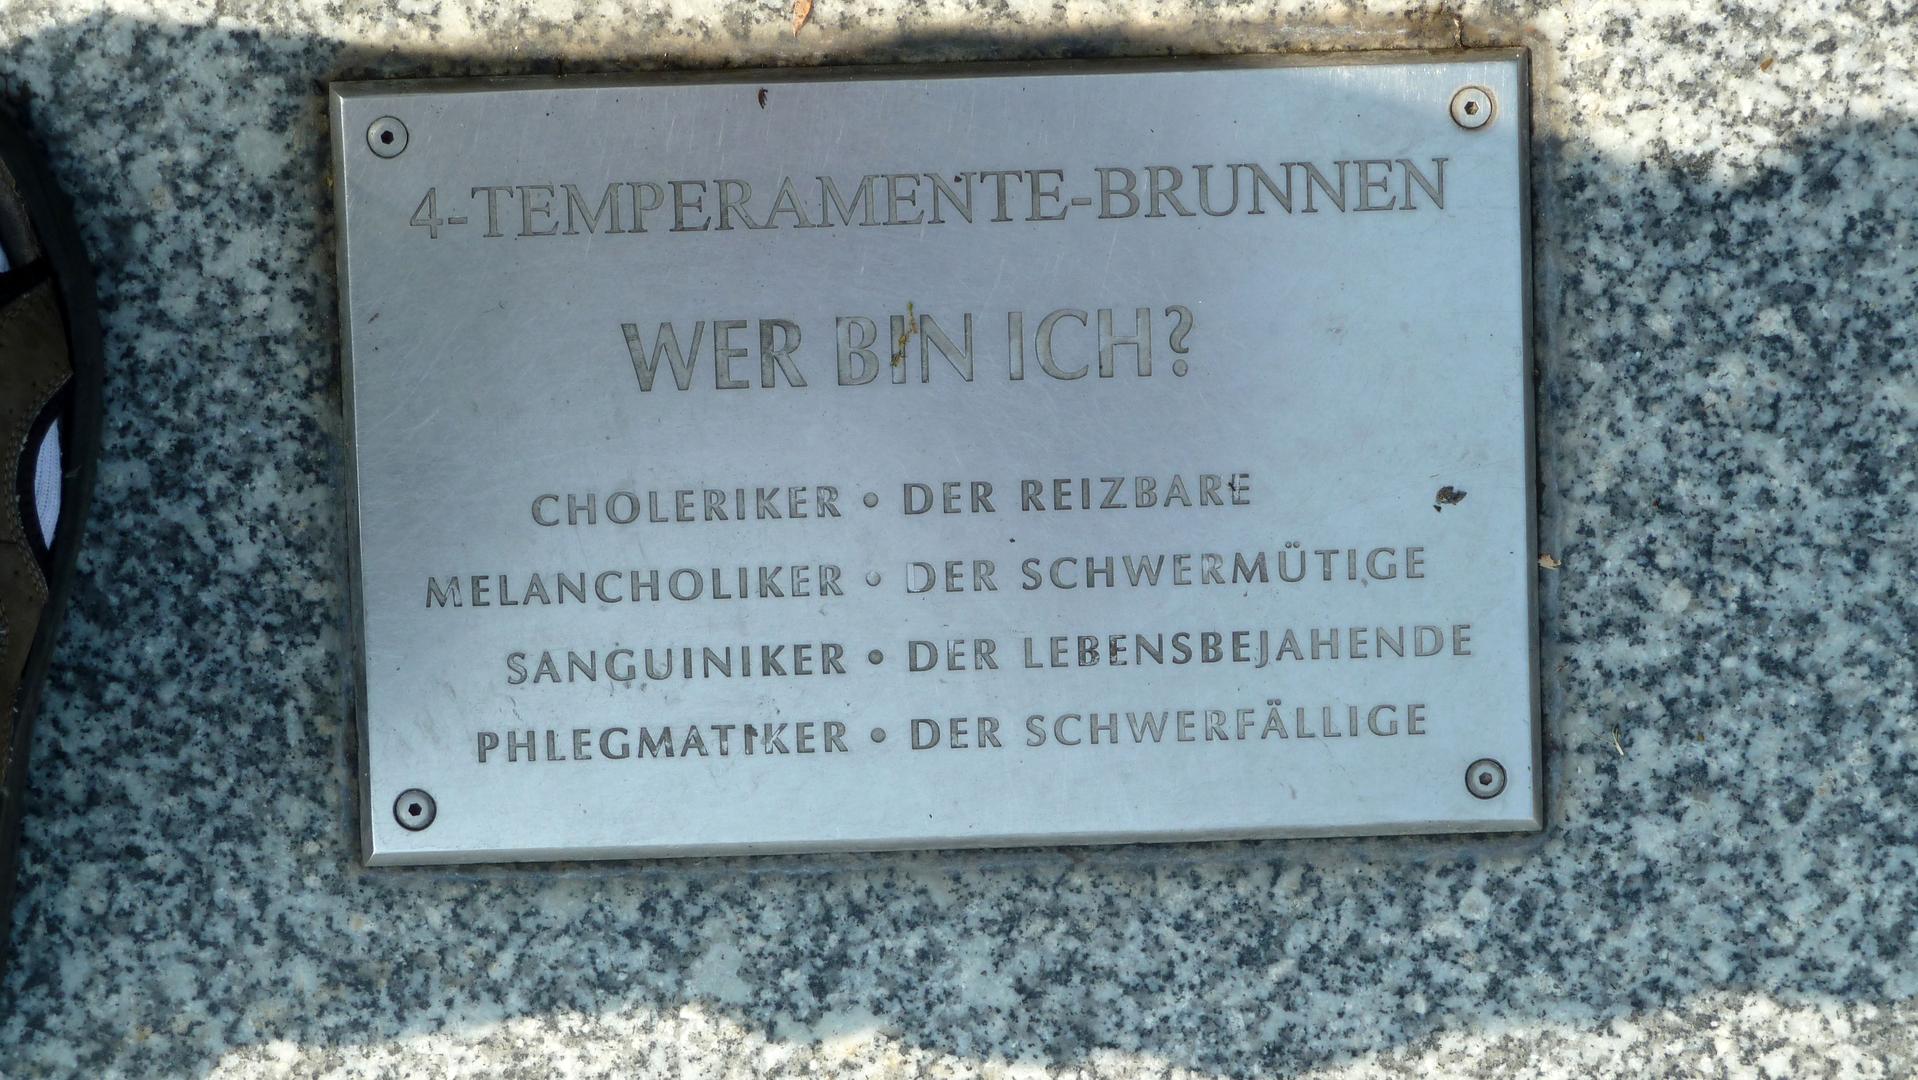 4-TEMPERAMENTE-BRUNNEN
WER BIN ICH?
CHOLERIKER • DER REIZBARE
MELANCHOLIKER • DER SCHWERMÜTIGE
SANGUINIKER • DER LEBENSBEJAHENDE
PHLEGMATIKER • DER SCHWERFÄLLIGE